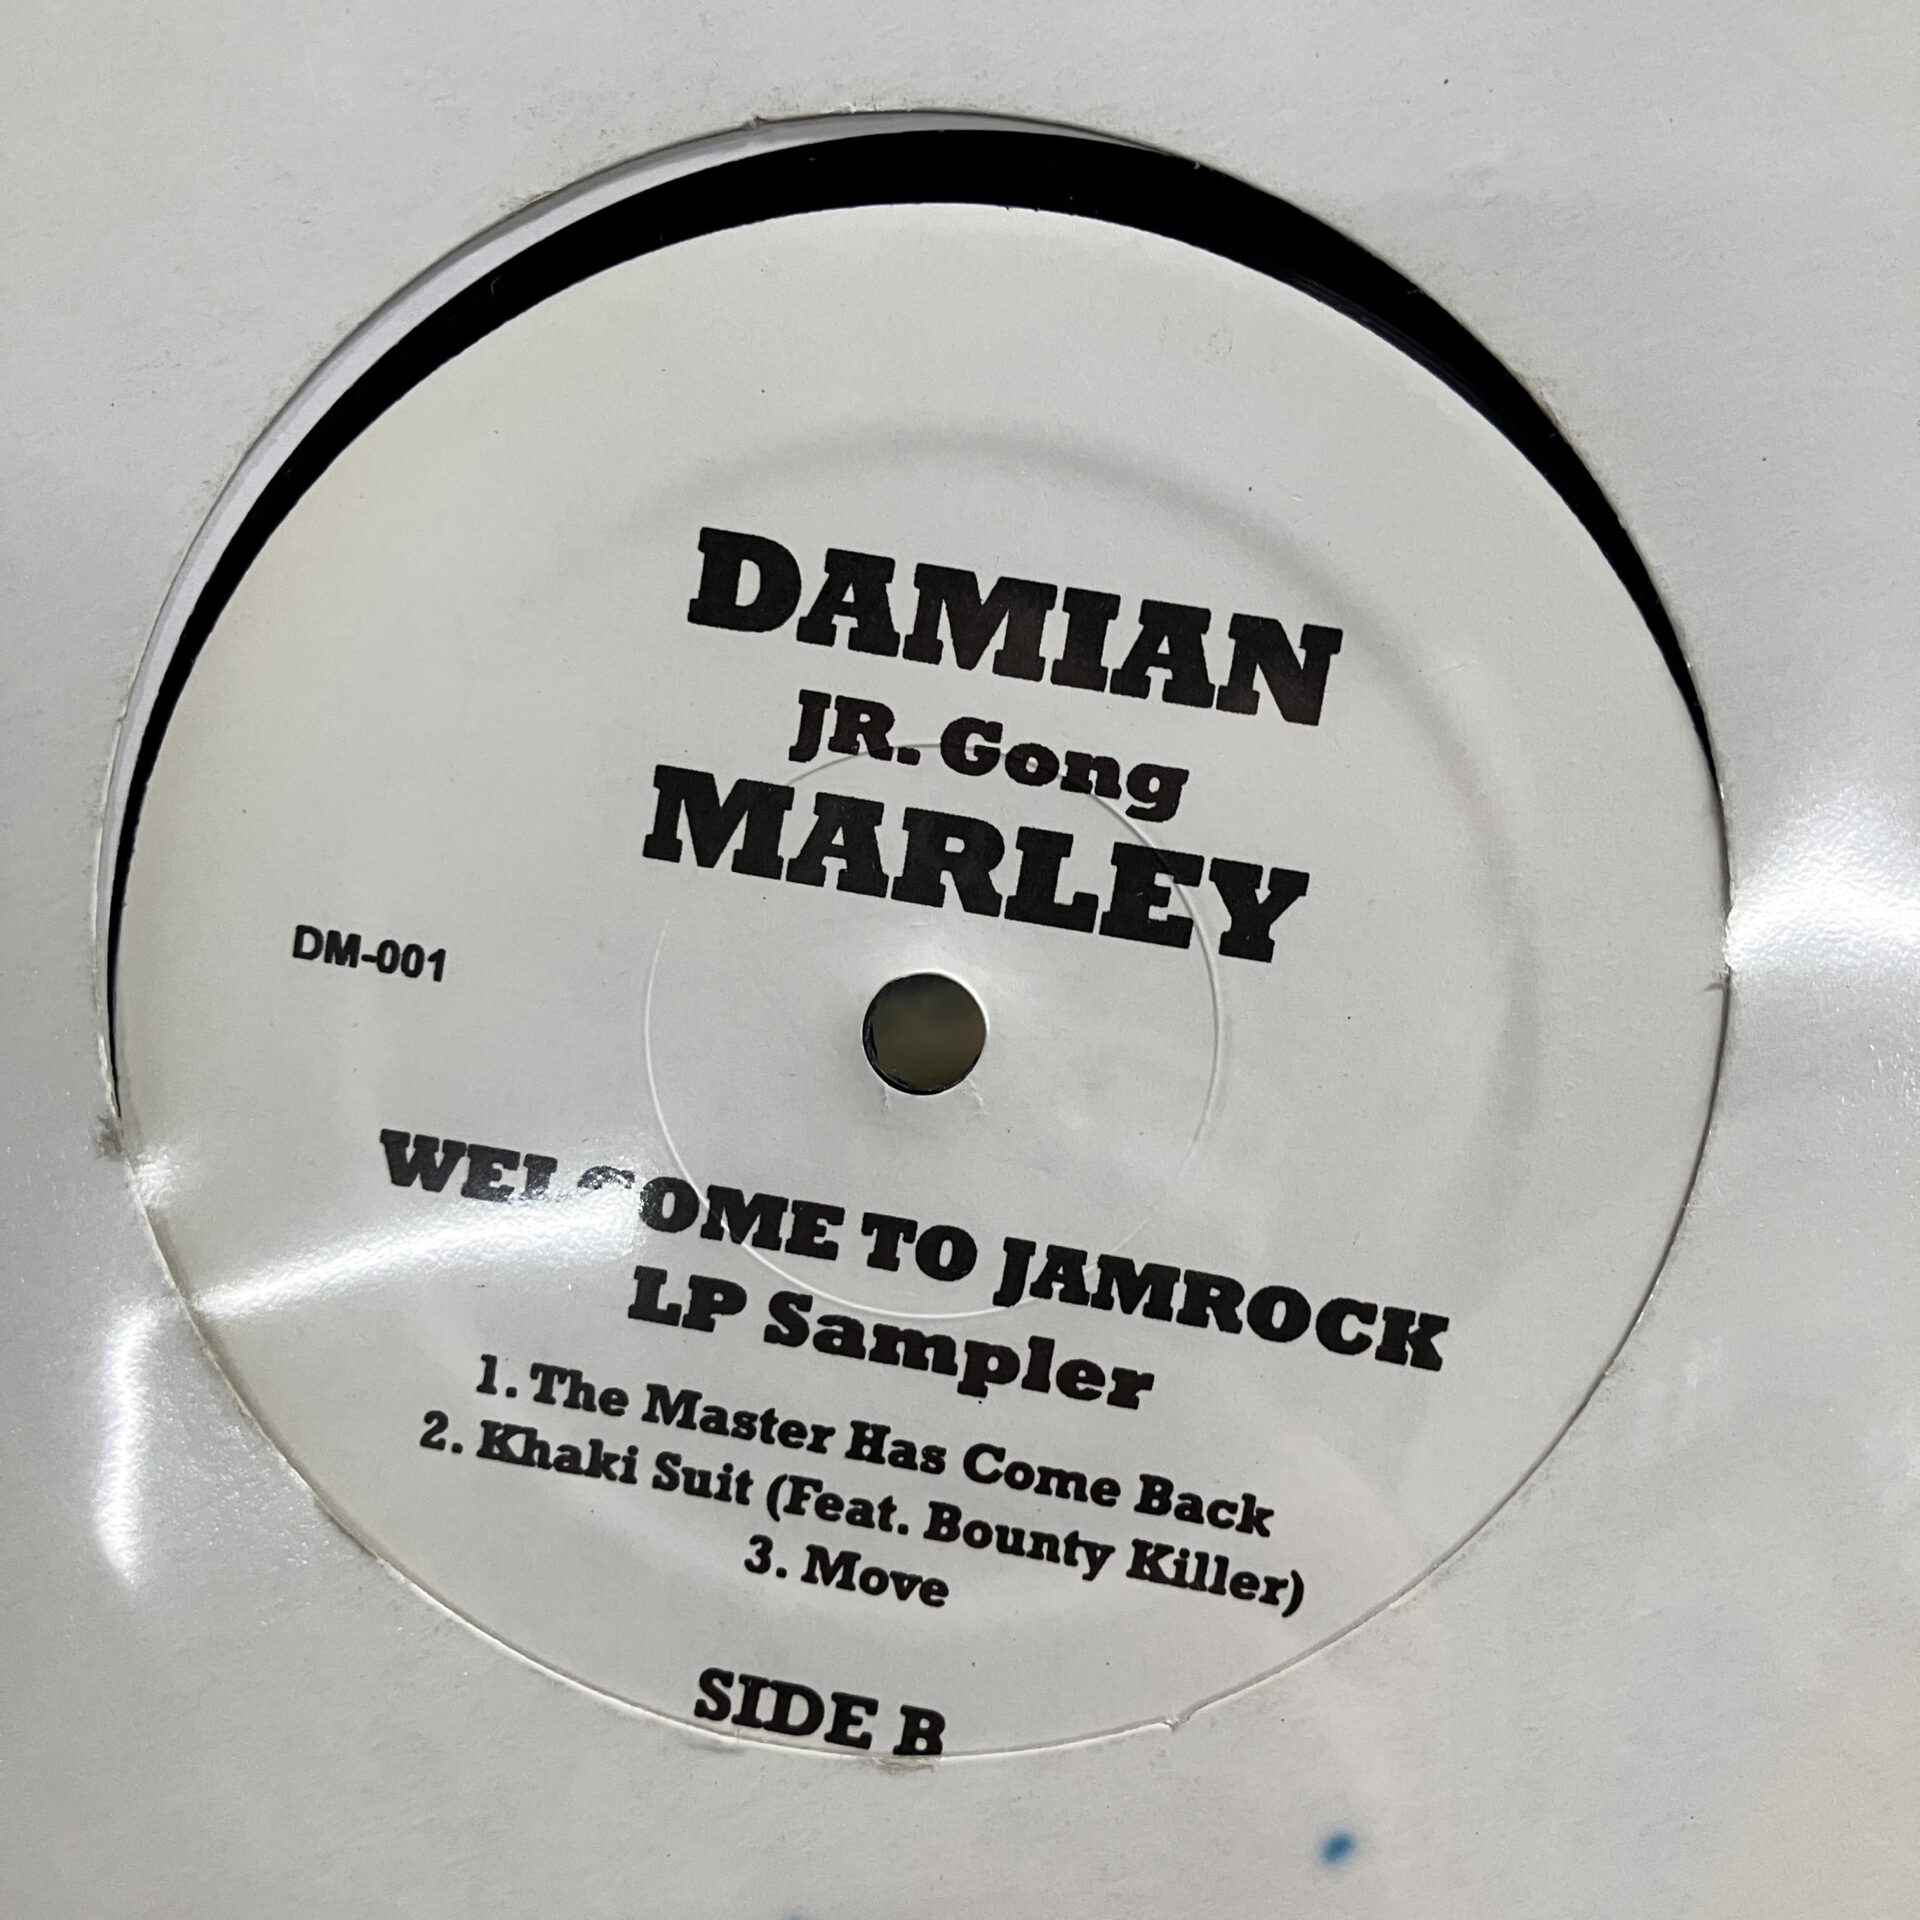 DAMIAN
JR. Gong
MARLEY
DM-001
WELCOME TO JAMROCK
LP Sampler
1. The Master Has Come Back
2. Khaki Suit (Feat. Bounty Killer)
3. Move
SIDE B